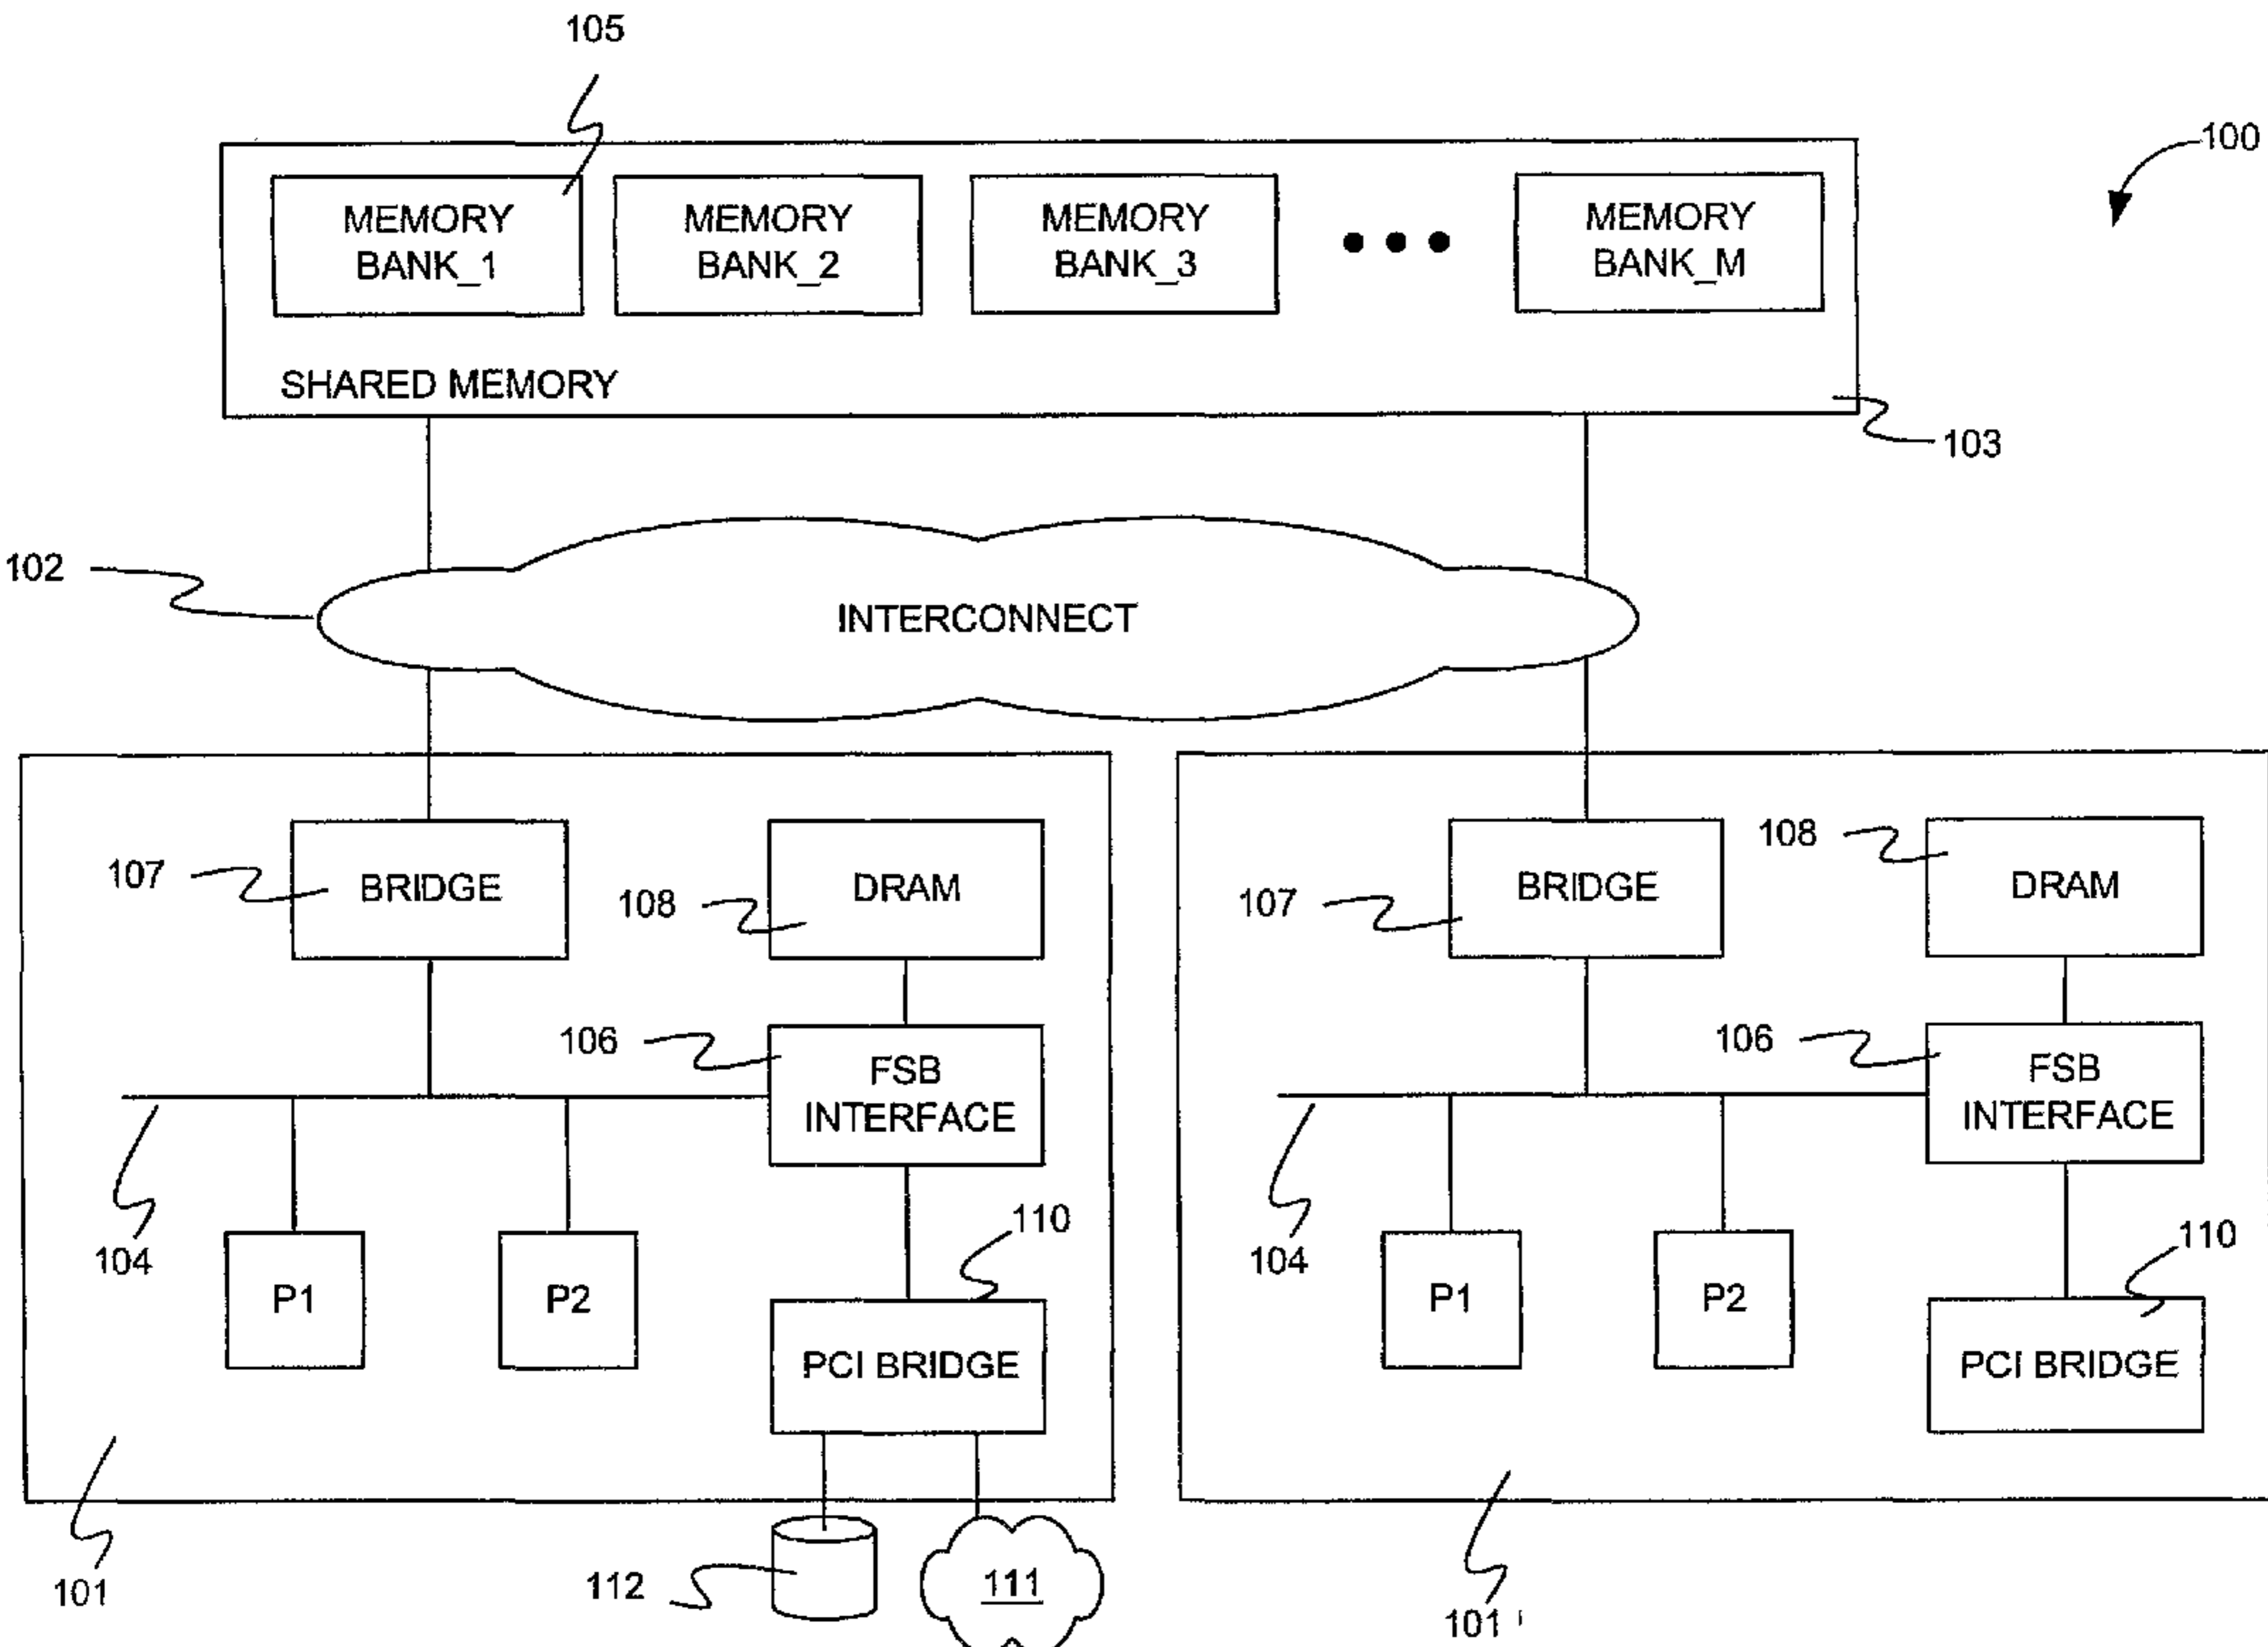 105
100
MEMORY
BANK_1
MEMORY
BANK_2
MEMORY
BANK_3
MEMORY
BANK_M
SHARED MEMORY
103
102
INTERCONNECT
107
BRIDGE
108
DRAM
106
FSB
INTERFACE
104
P1
P2
110
PCI BRIDGE
101
112
111
107
BRIDGE
108
DRAM
106
FSB
INTERFACE
104
P1
P2
110
PCI BRIDGE
101